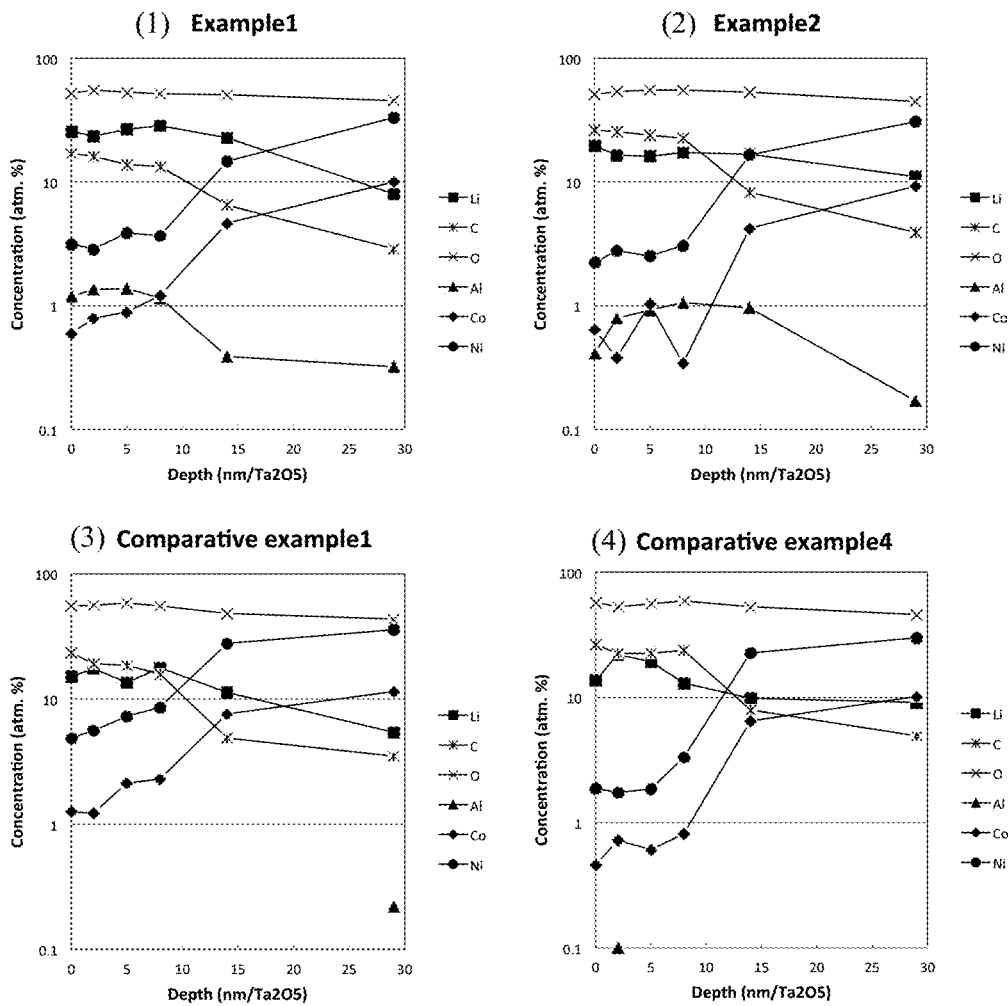 (1) Example1
100
10
1
0.1
Concentration (atm. %)
0 5 10 15 20 25 30
Depth (nm/Ta2O5)
Li
C
O
Al
Co
Ni
(2) Example2
100
10
1
0.1
Concentration (atm. %)
0 5 10 15 20 25 30
Depth (nm/Ta2O5)
Li
C
O
Al
Co
Ni
(3) Comparative example1
100
10
1
0.1
Concentration (atm. %)
0 5 10 15 20 25 30
Depth (nm/Ta2O5)
Li
C
O
Al
Co
Ni
(4) Comparative example4
100
10
1
0.1
Concentration (atm. %)
0 5 10 15 20 25 30
Depth (nm/Ta2O5)
Li
C
O
Al
Co
Ni